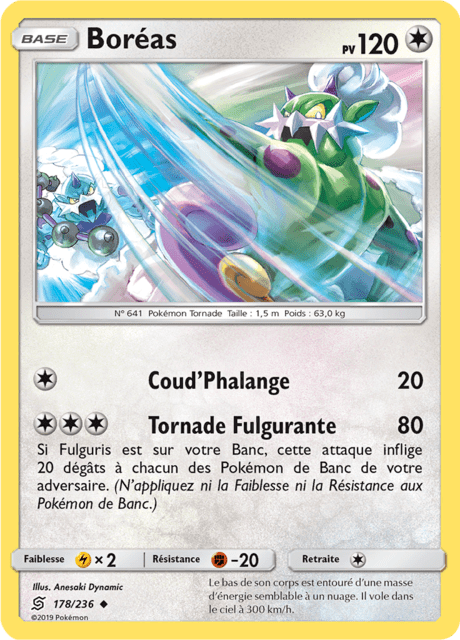 BASE Boréas PV 120
N° 641 Pokémon Tornade Taille : 1,5 m Poids : 63,0 kg
Coud'Phalange 20
Tornade Fulgurante 80
Si Fulguris est sur votre Banc, cette attaque inflige
20 dégâts à chacun des Pokémon de Banc de votre
adversaire. (N'appliquez ni la Faiblesse ni la Résistance aux
Pokémon de Banc.)
Faiblesse × 2 Résistance -20 Retraite
Illus. Anesaki Dynamic
178/236
©2019 Pokémon
Le bas de son corps est entouré d'une masse
d'énergie semblable à un nuage. Il vole dans
le ciel à 300 km/h.